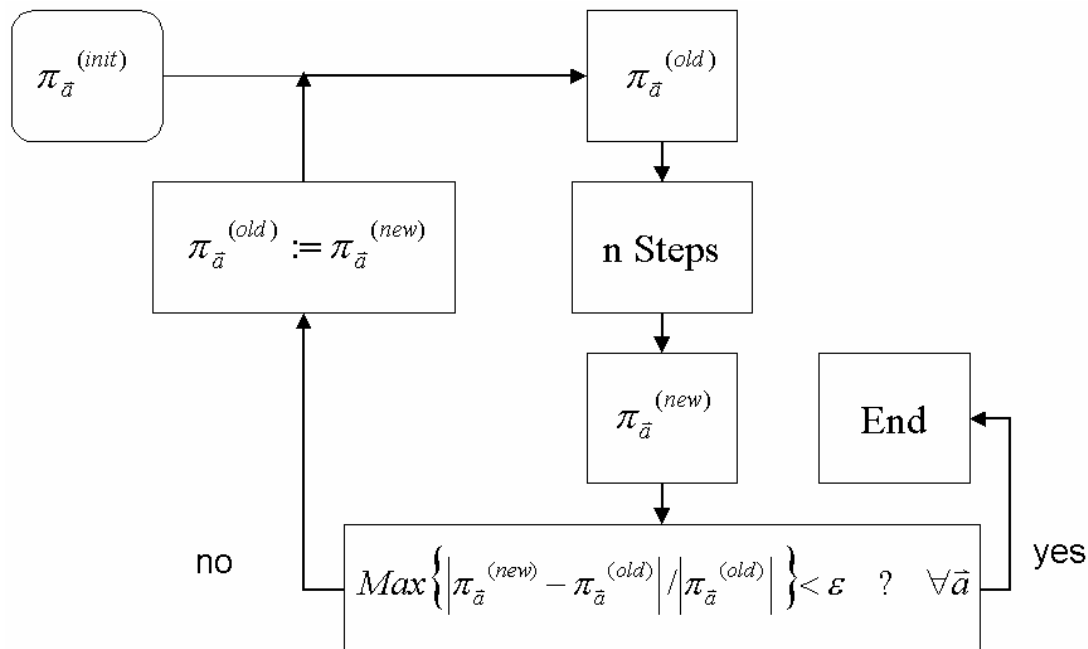 π_a⃗^(init)
π_a⃗^(old)
π_a⃗^(old) := π_a⃗^(new)
n Steps
π_a⃗^(new)
End
no
Max{|π_a⃗^(new) − π_a⃗^(old)|/|π_a⃗^(old)|} < ε ? ∀a⃗
yes